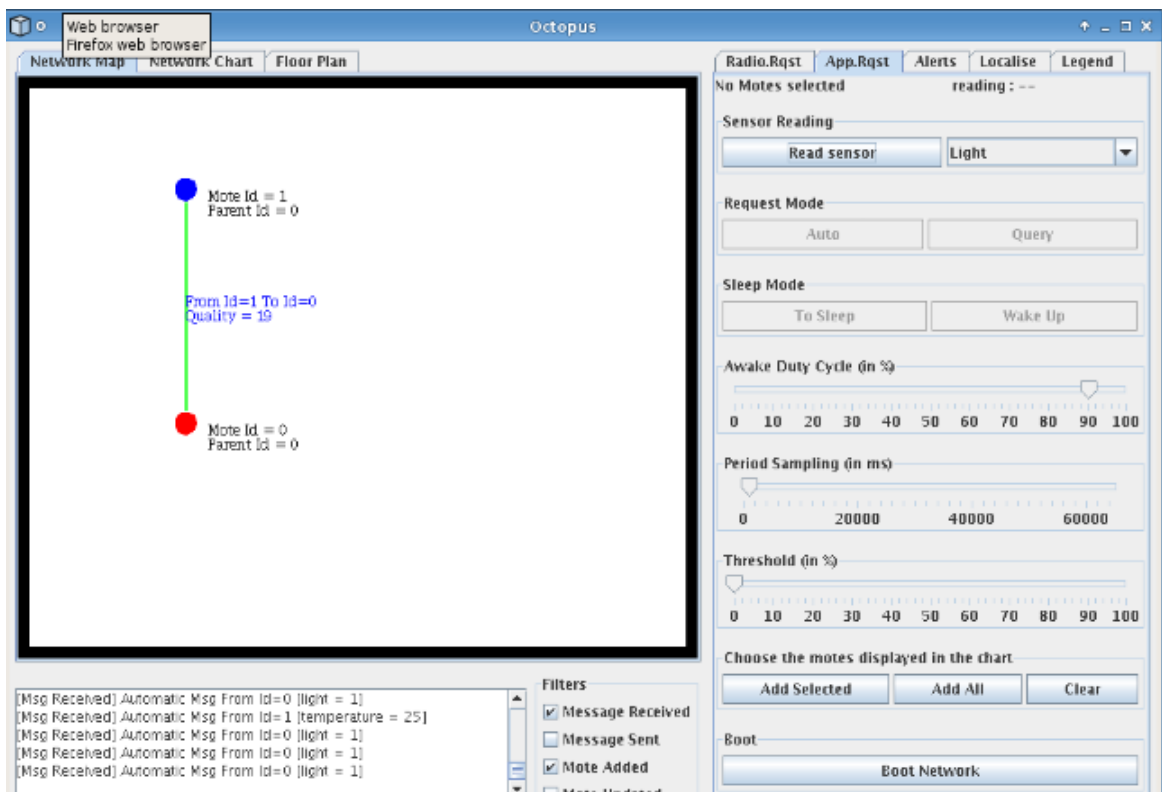 Octopus
Web browser
Firefox web browser
Network Map Network Chart Floor Plan
Mote Id = 1
Parent Id = 0
From Id=1 To Id=0
Quality = 19
Mote Id = 0
Parent Id = 0
[Msg Received] Automatic Msg From Id=0 [light = 1]
[Msg Received] Automatic Msg From Id=1 [temperature = 25]
[Msg Received] Automatic Msg From Id=0 [light = 1]
[Msg Received] Automatic Msg From Id=0 [light = 1]
[Msg Received] Automatic Msg From Id=0 [light = 1]
Filters
Message Received
Message Sent
Mote Added
Mote Updated
Radio.Rqst App.Rqst Alerts Localise Legend
No Motes selected reading : --
Sensor Reading
Read sensor Light
Request Mode
Auto Query
Sleep Mode
To Sleep Wake Up
Awake Duty Cycle (in %)
0 10 20 30 40 50 60 70 80 90 100
Period Sampling (in ms)
0 20000 40000 60000
Threshold (in %)
0 10 20 30 40 50 60 70 80 90 100
Choose the motes displayed in the chart
Add Selected Add All Clear
Boot
Boot Network